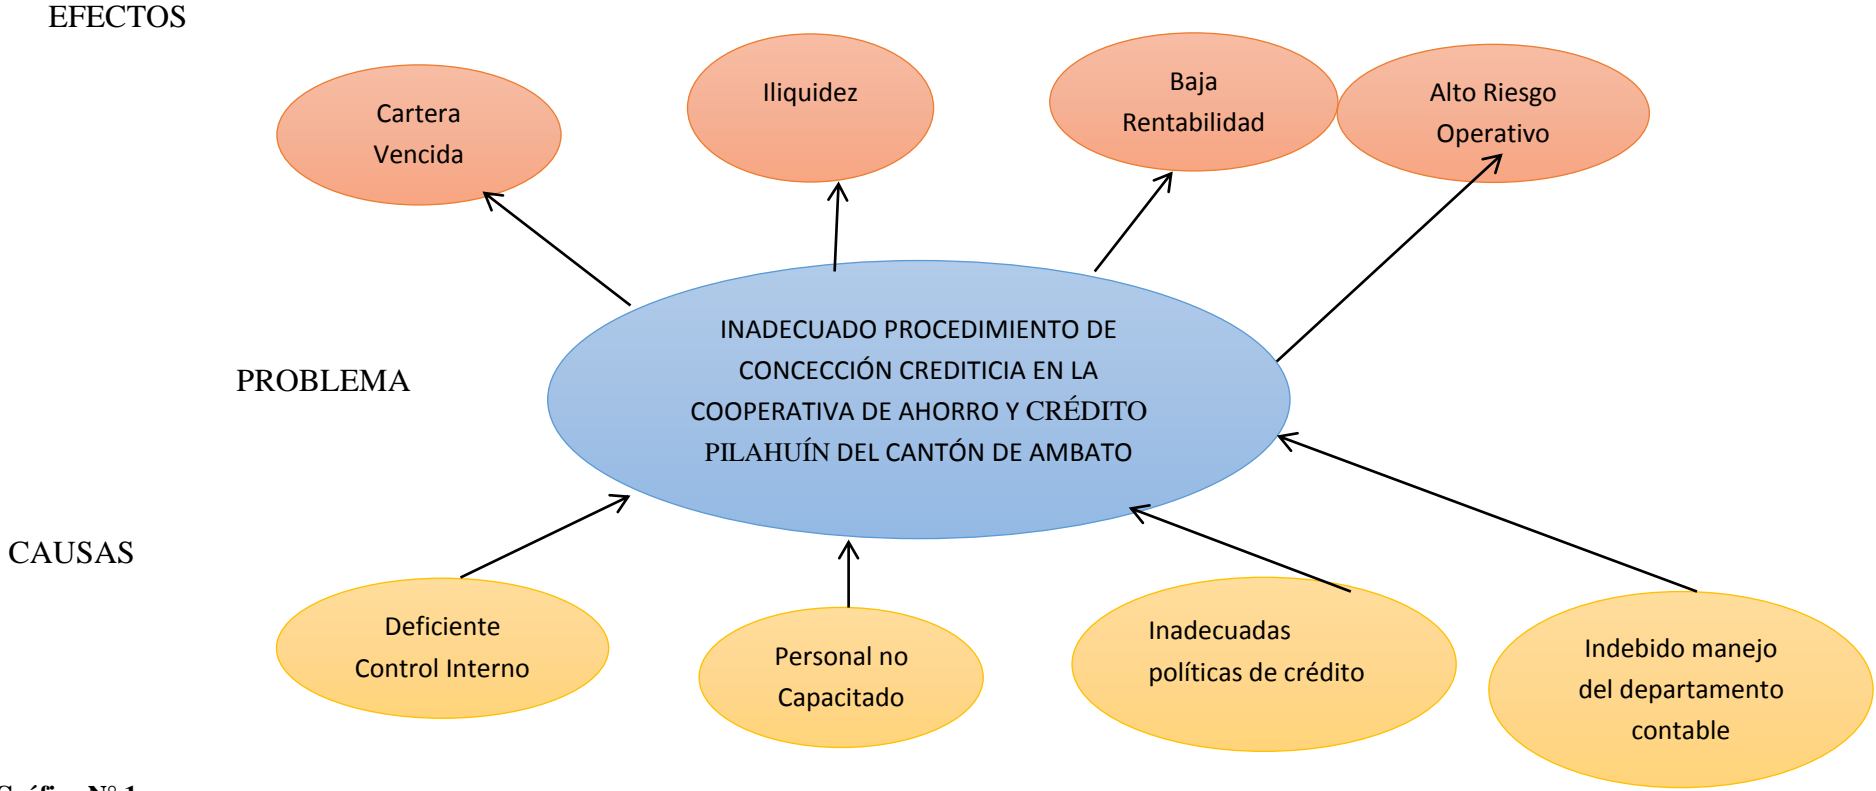 EFECTOS
Cartera
Vencida
Iliquidez
Baja
Rentabilidad
Alto Riesgo
Operativo
PROBLEMA
INADECUADO PROCEDIMIENTO DE
CONCECCIÓN CREDITICIA EN LA
COOPERATIVA DE AHORRO Y CRÉDITO
PILAHUÍN DEL CANTÓN DE AMBATO
CAUSAS
Deficiente
Control Interno
Personal no
Capacitado
Inadecuadas
políticas de crédito
Indebido manejo
del departamento
contable